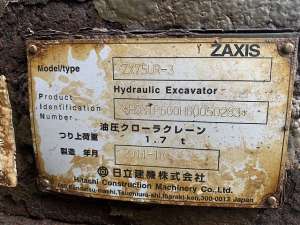 ZAXIS
Model/type ZX75UR-3
Hydraulic Excavator
Product
Identification
Number
油圧クローラクレーン
つり上荷重 1.7 t
製造 年月
日立建機株式会社
Hitachi Construction Machinery Co., Ltd.